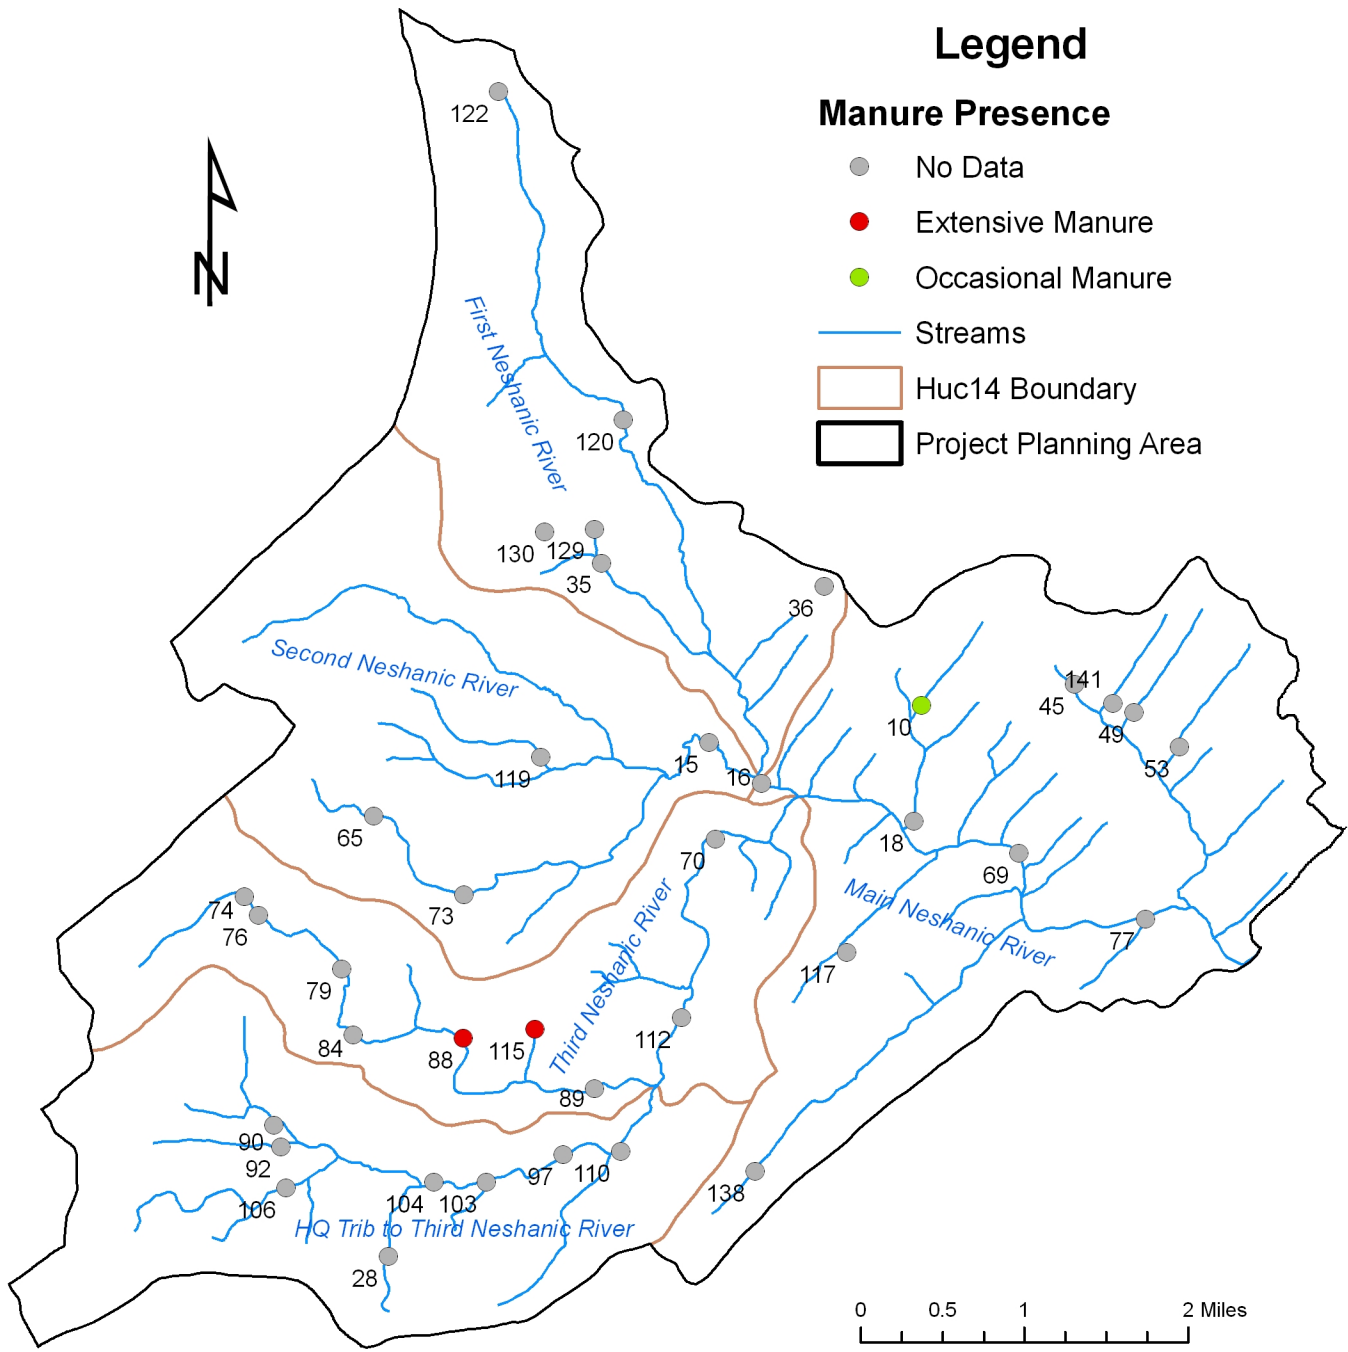 Legend
Manure Presence
No Data
Extensive Manure
Occasional Manure
Streams
Huc14 Boundary
Project Planning Area
N
122
First Neshanic River
120
130
129
35
36
Second Neshanic River
141
45
10
49
15
119
16
53
65
18
70
69
73
74
76
Main Neshanic River
77
117
79
Third Neshanic River
84
88
115
112
89
90
92
97
110
106
104
103
138
HQ Trib to Third Neshanic River
28
0 0.5 1 2 Miles